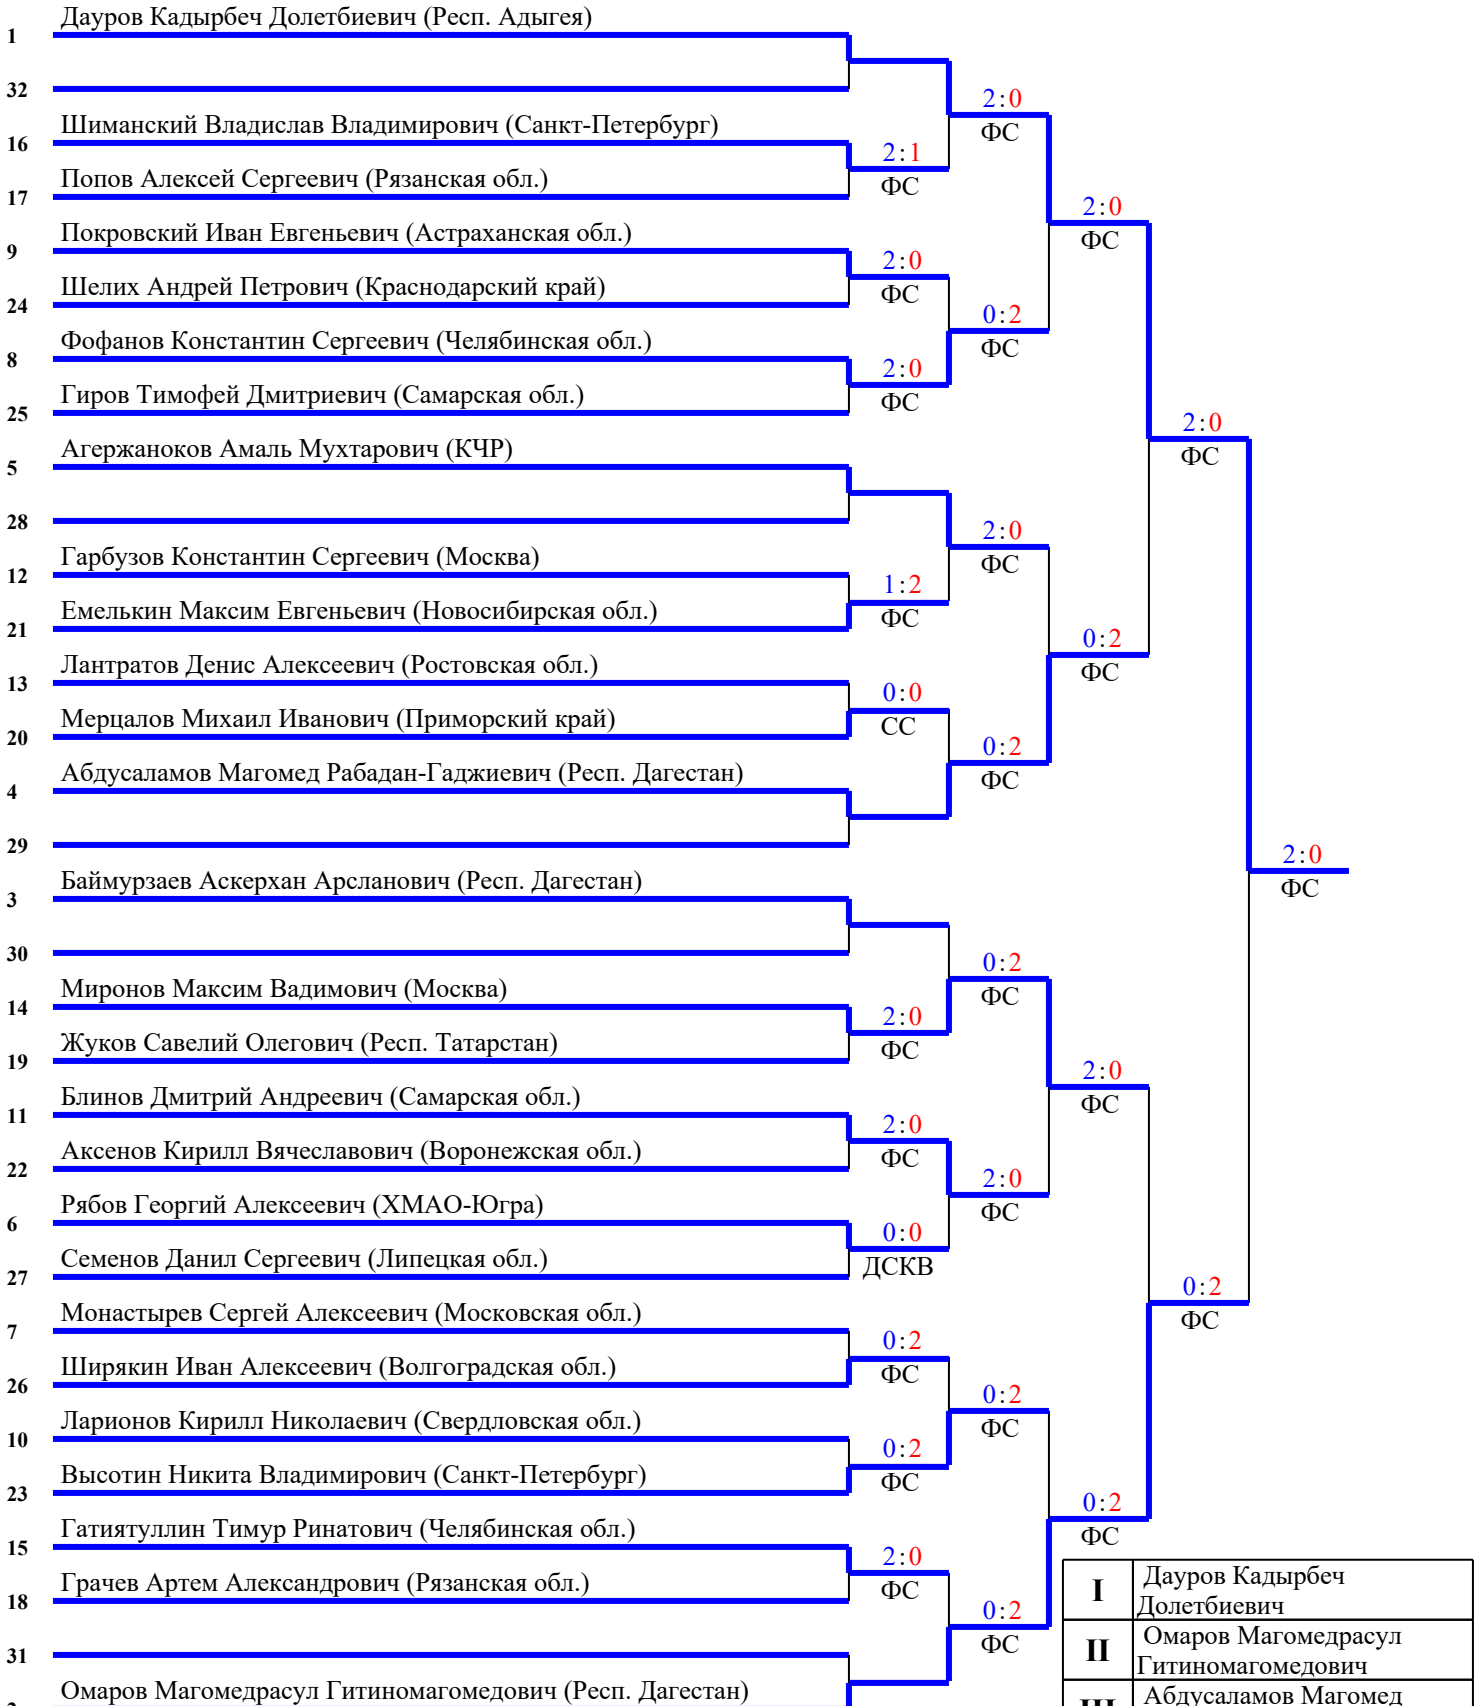 Дауров Кадырбеч Долетбиевич (Респ. Адыгея)
1
32
2:0
ФС
Шиманский Владислав Владимирович (Санкт-Петербург)
16
2:1
ФС
Попов Алексей Сергеевич (Рязанская обл.)
17
2:0
ФС
Покровский Иван Евгеньевич (Астраханская обл.)
9
2:0
ФС
Шелих Андрей Петрович (Краснодарский край)
24
0:2
ФС
Фофанов Константин Сергеевич (Челябинская обл.)
8
2:0
ФС
Гиров Тимофей Дмитриевич (Самарская обл.)
25
2:0
ФС
Агержаноков Амаль Мухтарович (КЧР)
5
28
2:0
ФС
Гарбузов Константин Сергеевич (Москва)
12
1:2
ФС
Емелькин Максим Евгеньевич (Новосибирская обл.)
21
0:2
ФС
Лантратов Денис Алексеевич (Ростовская обл.)
13
0:0
СС
Мерцалов Михаил Иванович (Приморский край)
20
0:2
ФС
Абдусаламов Магомед Рабадан-Гаджиевич (Респ. Дагестан)
4
29
2:0
ФС
Баймурзаев Аскерхан Арсланович (Респ. Дагестан)
3
30
0:2
ФС
Миронов Максим Вадимович (Москва)
14
2:0
ФС
Жуков Савелий Олегович (Респ. Татарстан)
19
2:0
ФС
Блинов Дмитрий Андреевич (Самарская обл.)
11
2:0
ФС
Аксенов Кирилл Вячеславович (Воронежская обл.)
22
2:0
ФС
Рябов Георгий Алексеевич (ХМАО-Югра)
6
0:0
ДСКВ
Семенов Данил Сергеевич (Липецкая обл.)
27
0:2
ФС
Монастырев Сергей Алексеевич (Московская обл.)
7
0:2
ФС
Ширякин Иван Алексеевич (Волгоградская обл.)
26
0:2
ФС
Ларионов Кирилл Николаевич (Свердловская обл.)
10
0:2
ФС
Высотин Никита Владимирович (Санкт-Петербург)
23
0:2
ФС
Гатиятуллин Тимур Ринатович (Челябинская обл.)
15
2:0
ФС
Грачев Артем Александрович (Рязанская обл.)
18
0:2
ФС
31
Омаров Магомедрасул Гитиномагомедович (Респ. Дагестан)
I Дауров Кадырбеч
Долетбиевич
II Омаров Магомедрасул
Гитиномагомедович
III Абдусаламов Магомед